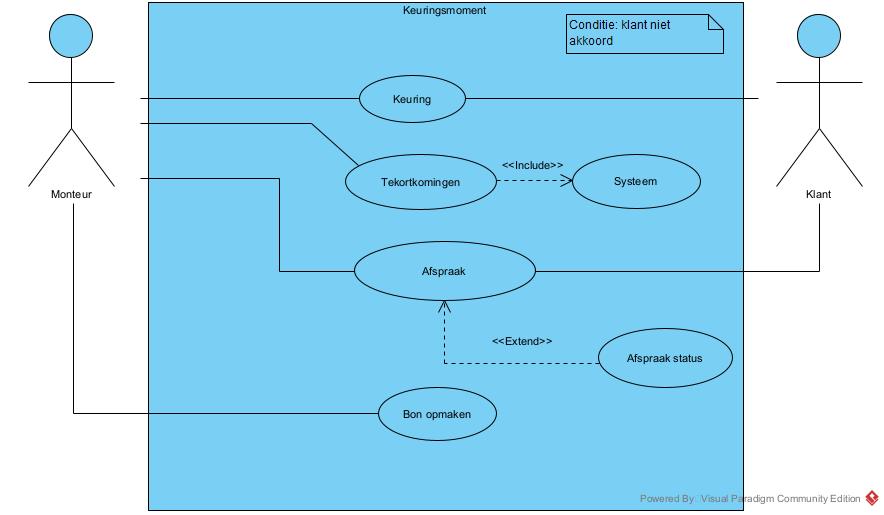 Keuringsmoment
Conditie: klant niet
akkoord
Keuring
<<Include>>
Tekortkomingen
Systeem
Monteur
Klant
Afspraak
<<Extend>>
Afspraak status
Bon opmaken
Powered By: Visual Paradigm Community Edition